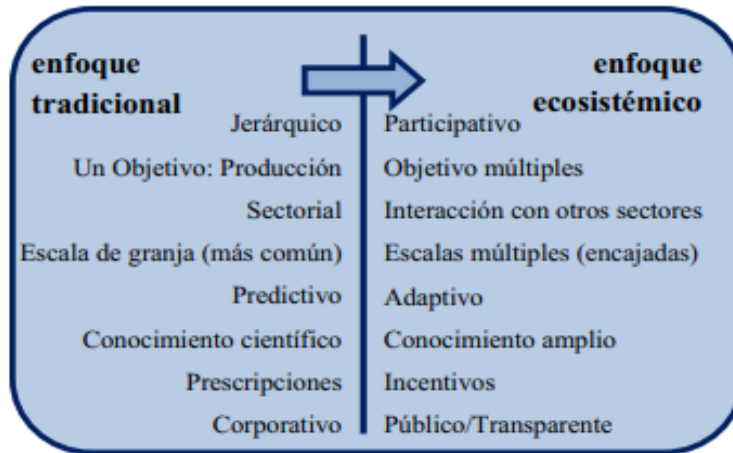 enfoque tradicional
enfoque ecosistémico
Jerárquico Participativo
Un Objetivo: Producción Objetivo múltiples
Sectorial Interacción con otros sectores
Escala de granja (más común) Escalas múltiples (encajadas)
Predictivo Adaptivo
Conocimiento científico Conocimiento amplio
Prescripciones Incentivos
Corporativo Público/Transparente